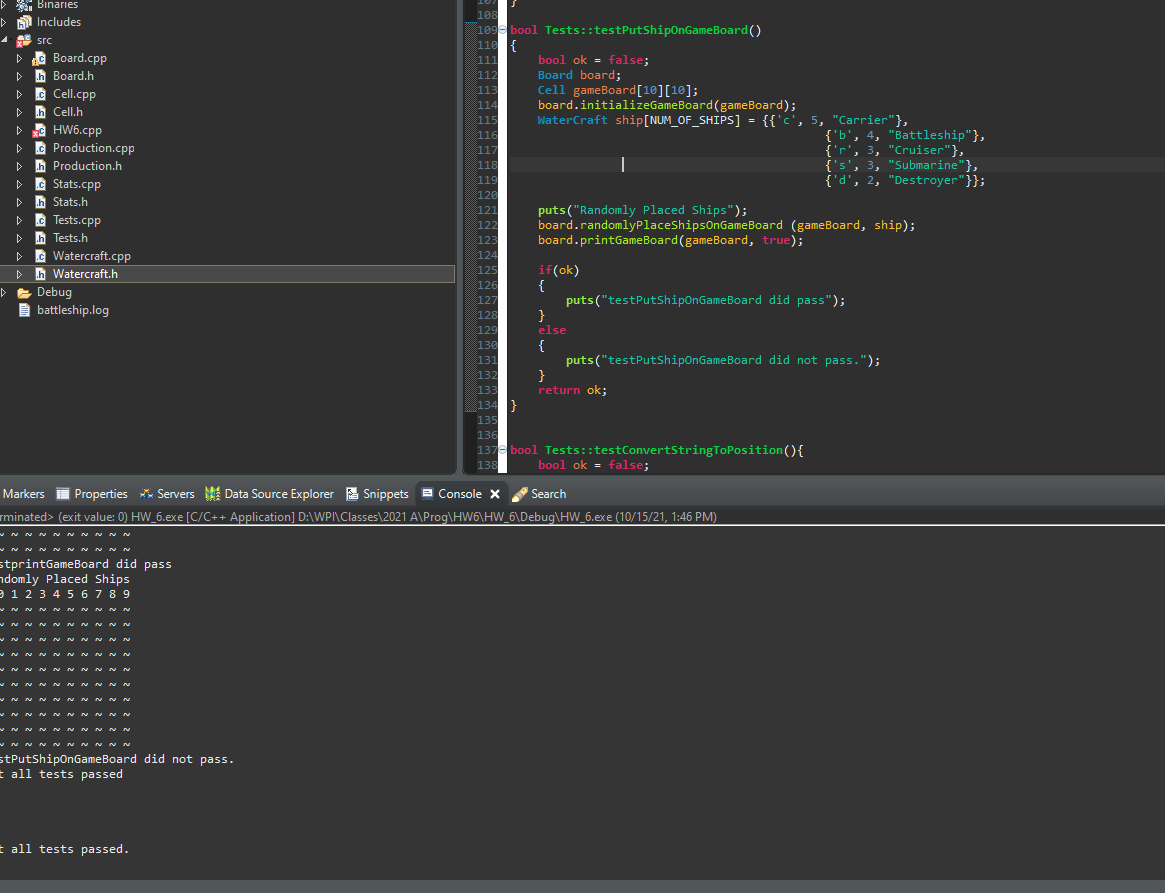 Binaries
Includes
src
Board.cpp
Board.h
Cell.cpp
Cell.h
HW6.cpp
Production.cpp
Production.h
Stats.cpp
Stats.h
Tests.cpp
Tests.h
Watercraft.cpp
Watercraft.h
Debug
battleship.log
107 }
108
109 bool Tests::testPutShipOnGameBoard()
110 {
111 bool ok = false;
112 Board board;
113 Cell gameBoard[10][10];
114 board.initializeGameBoard(gameBoard);
115 WaterCraft ship[NUM_OF_SHIPS] = {{'c', 5, "Carrier"},
116 {'b', 4, "Battleship"},
117 {'r', 3, "Cruiser"},
118 {'s', 3, "Submarine"},
119 {'d', 2, "Destroyer"}};
120
121 puts("Randomly Placed Ships");
122 board.randomlyPlaceShipsOnGameBoard (gameBoard, ship);
123 board.printGameBoard(gameBoard, true);
124
125 if(ok)
126 {
127 puts("testPutShipOnGameBoard did pass");
128 }
129 else
130 {
131 puts("testPutShipOnGameBoard did not pass.");
132 }
133 return ok;
134 }
135
136
137 bool Tests::testConvertStringToPosition(){
138 bool ok = false;
Markers Properties Servers Data Source Explorer Snippets Console Search
rminated> (exit value: 0) HW_6.exe [C/C++ Application] D:\WPI\Classes\2021 A\Prog\HW6\HW_6\Debug\HW_6.exe (10/15/21, 1:46 PM)
~ ~ ~ ~ ~ ~ ~ ~ ~ ~
~ ~ ~ ~ ~ ~ ~ ~ ~ ~
stprintGameBoard did pass
ndomly Placed Ships
0 1 2 3 4 5 6 7 8 9
~ ~ ~ ~ ~ ~ ~ ~ ~ ~
~ ~ ~ ~ ~ ~ ~ ~ ~ ~
~ ~ ~ ~ ~ ~ ~ ~ ~ ~
~ ~ ~ ~ ~ ~ ~ ~ ~ ~
~ ~ ~ ~ ~ ~ ~ ~ ~ ~
~ ~ ~ ~ ~ ~ ~ ~ ~ ~
~ ~ ~ ~ ~ ~ ~ ~ ~ ~
~ ~ ~ ~ ~ ~ ~ ~ ~ ~
~ ~ ~ ~ ~ ~ ~ ~ ~ ~
~ ~ ~ ~ ~ ~ ~ ~ ~ ~
stPutShipOnGameBoard did not pass.
t all tests passed
t all tests passed.